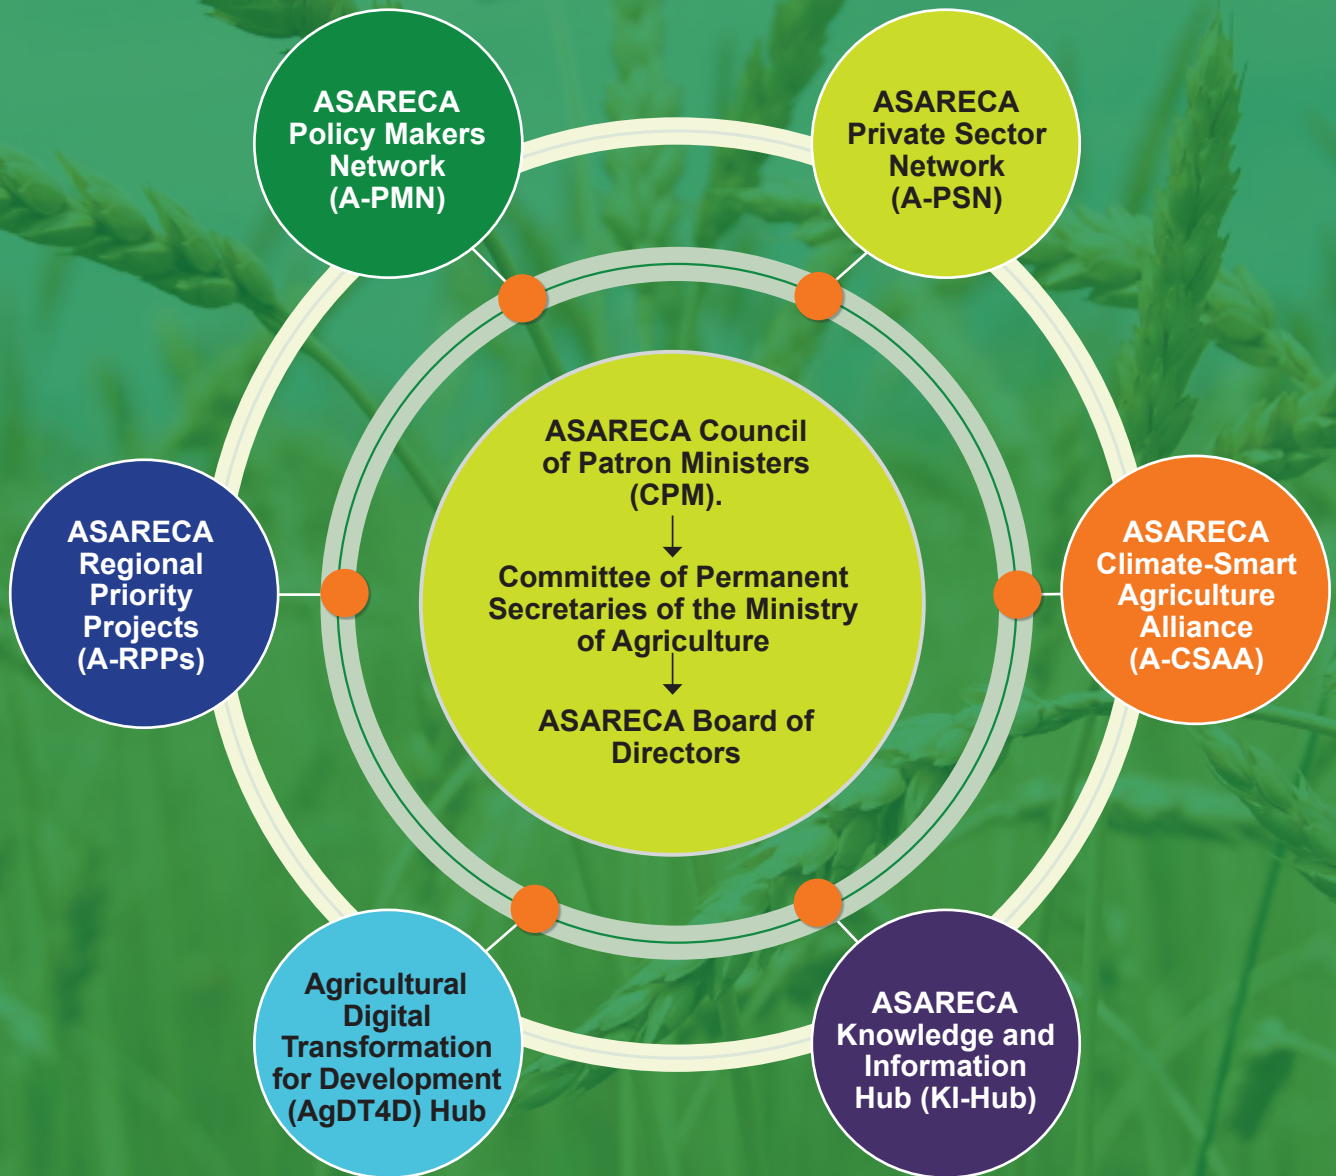 ASARECA
Policy Makers
Network
(A-PMN)
ASARECA
Private Sector
Network
(A-PSN)
ASARECA
Regional
Priority
Projects
(A-RPPs)
ASARECA Council
of Patron Ministers
(CPM).
Committee of Permanent
Secretaries of the Ministry
of Agriculture
ASARECA Board of
Directors
ASARECA
Climate-Smart
Agriculture
Alliance
(A-CSAA)
Agricultural
Digital
Transformation
for Development
(AgDT4D) Hub
ASARECA
Knowledge and
Information
Hub (KI-Hub)